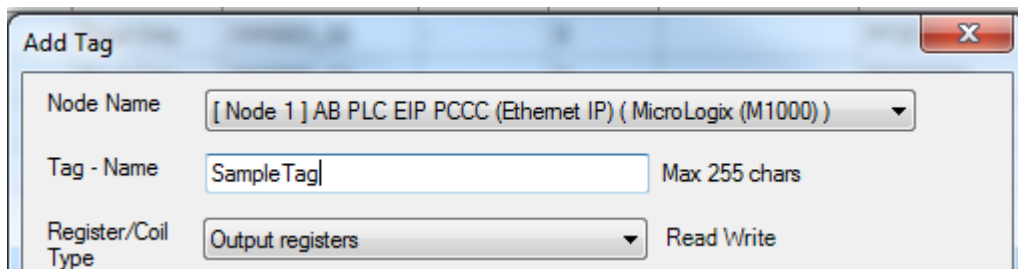 Add Tag
Node Name [ Node 1 ] AB PLC EIP PCCC (Ethernet IP) ( MicroLogix (M1000) )
Tag - Name SampleTag Max 255 chars
Register/Coil
Type Output registers Read Write